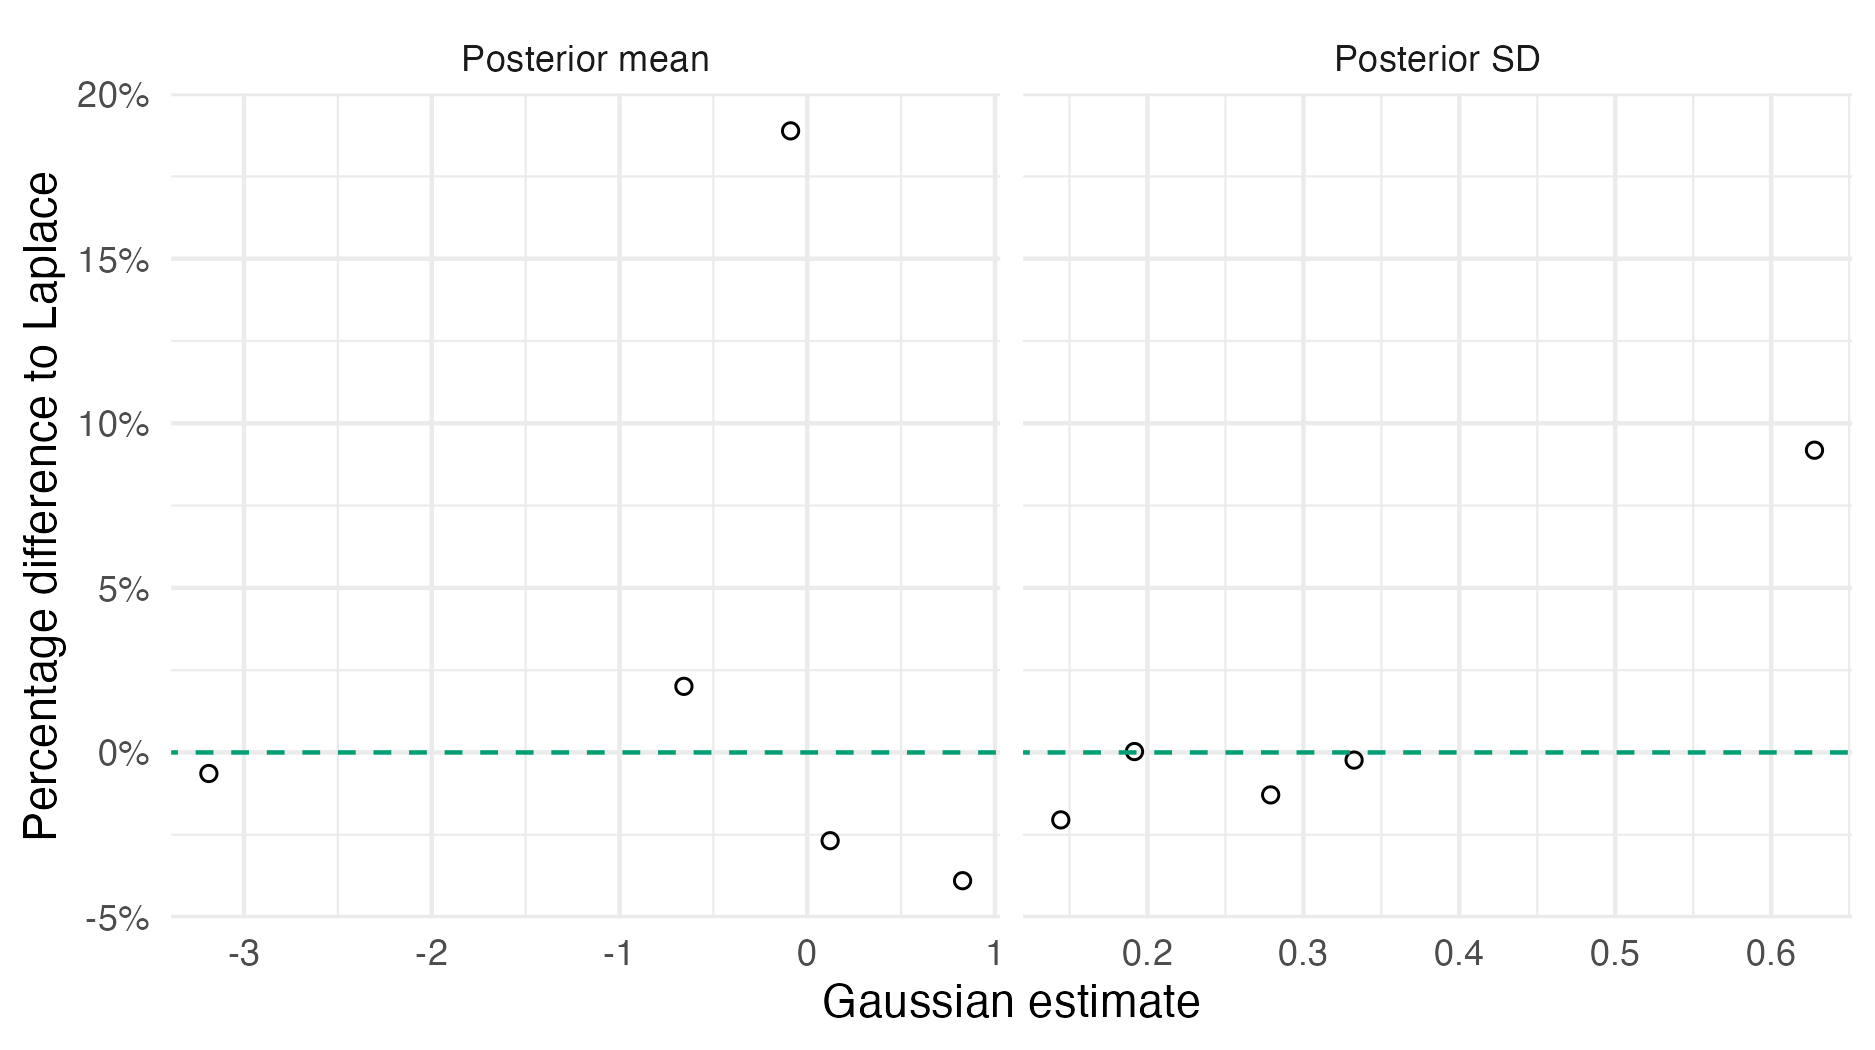 Posterior mean
Posterior SD
20%
15%
10%
5%
0%
-5%
Percentage difference to Laplace
-3 -2 -1 0 1
0.2 0.3 0.4 0.5 0.6
Gaussian estimate